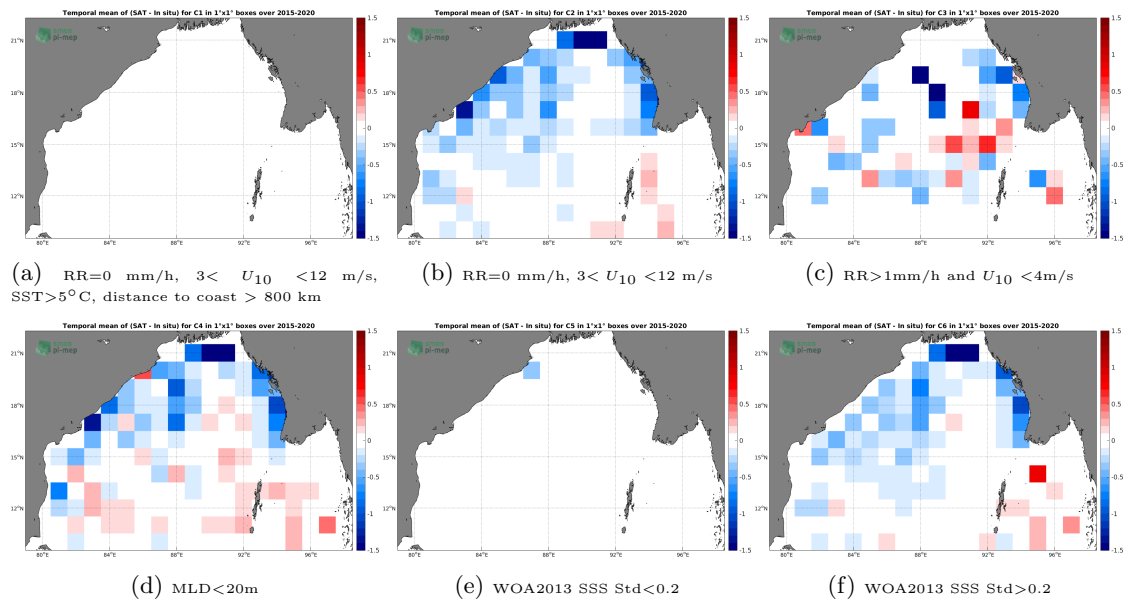 Temporal mean of (SAT - In situ) for C1 in 1°x1° boxes over 2015-2020
smos
pi-mep
21°N
18°N
15°N
12°N
80°E 84°E 88°E 92°E 96°E
1.5
1
0.5
0
-0.5
-1
-1.5
(a) RR=0 mm/h, 3< U10 <12 m/s,
SST>5°C, distance to coast > 800 km
Temporal mean of (SAT - In situ) for C2 in 1°x1° boxes over 2015-2020
smos
pi-mep
21°N
18°N
15°N
12°N
80°E 84°E 88°E 92°E 96°E
1.5
1
0.5
0
-0.5
-1
-1.5
(b) RR=0 mm/h, 3< U10 <12 m/s
Temporal mean of (SAT - In situ) for C3 in 1°x1° boxes over 2015-2020
smos
pi-mep
21°N
18°N
15°N
12°N
80°E 84°E 88°E 92°E 96°E
1.5
1
0.5
0
-0.5
-1
-1.5
(c) RR>1mm/h and U10 <4m/s
Temporal mean of (SAT - In situ) for C4 in 1°x1° boxes over 2015-2020
smos
pi-mep
21°N
18°N
15°N
12°N
80°E 84°E 88°E 92°E 96°E
1.5
1
0.5
0
-0.5
-1
-1.5
(d) MLD<20m
Temporal mean of (SAT - In situ) for C5 in 1°x1° boxes over 2015-2020
smos
pi-mep
21°N
18°N
15°N
12°N
80°E 84°E 88°E 92°E 96°E
1.5
1
0.5
0
-0.5
-1
-1.5
(e) WOA2013 SSS Std<0.2
Temporal mean of (SAT - In situ) for C6 in 1°x1° boxes over 2015-2020
smos
pi-mep
21°N
18°N
15°N
12°N
80°E 84°E 88°E 92°E 96°E
1.5
1
0.5
0
-0.5
-1
-1.5
(f) WOA2013 SSS Std>0.2